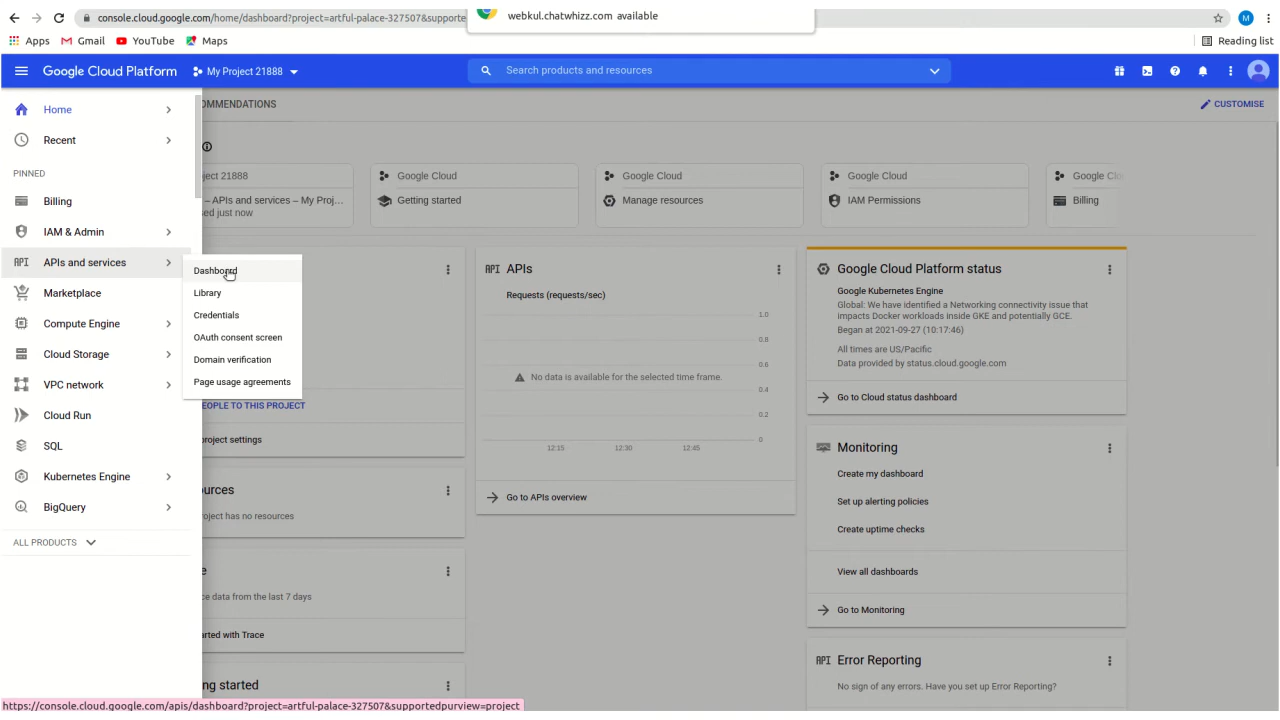 console.cloud.google.com/home/dashboard?project=artful-palace-327507&supporte
webkul.chatwhizz.com available
Apps
Gmail
YouTube
Maps
Reading list
Google Cloud Platform
My Project 21888
Search products and resources
Home
Recent
PINNED
Billing
IAM & Admin
APIs and services
Marketplace
Compute Engine
Cloud Storage
VPC network
Cloud Run
SQL
Kubernetes Engine
BigQuery
ALL PRODUCTS
Dashboard
Library
Credentials
OAuth consent screen
Domain verification
Page usage agreements
OMMENDATIONS
CUSTOMISE
ject 21888
– APIs and services – My Proj...
sed just now
Google Cloud
Getting started
Google Cloud
Manage resources
Google Cloud
IAM Permissions
Google Clo
Billing
EOPLE TO THIS PROJECT
project settings
ources
roject has no resources
e
ce data from the last 7 days
arted with Trace
ng started
API APIs
Requests (requests/sec)
1.0
0.8
0.6
0.4
0.2
0
No data is available for the selected time frame.
12:15
12:30
12:45
Go to APIs overview
Google Cloud Platform status
Google Kubernetes Engine
Global: We have identified a Networking connectivity issue that
impacts Docker workloads inside GKE and potentially GCE.
Began at 2021-09-27 (10:17:46)
All times are US/Pacific
Data provided by status.cloud.google.com
Go to Cloud status dashboard
Monitoring
Create my dashboard
Set up alerting policies
Create uptime checks
View all dashboards
Go to Monitoring
API Error Reporting
No sign of any errors. Have you set up Error Reporting?
https://console.cloud.google.com/apis/dashboard?project=artful-palace-327507&supportedpurview=project